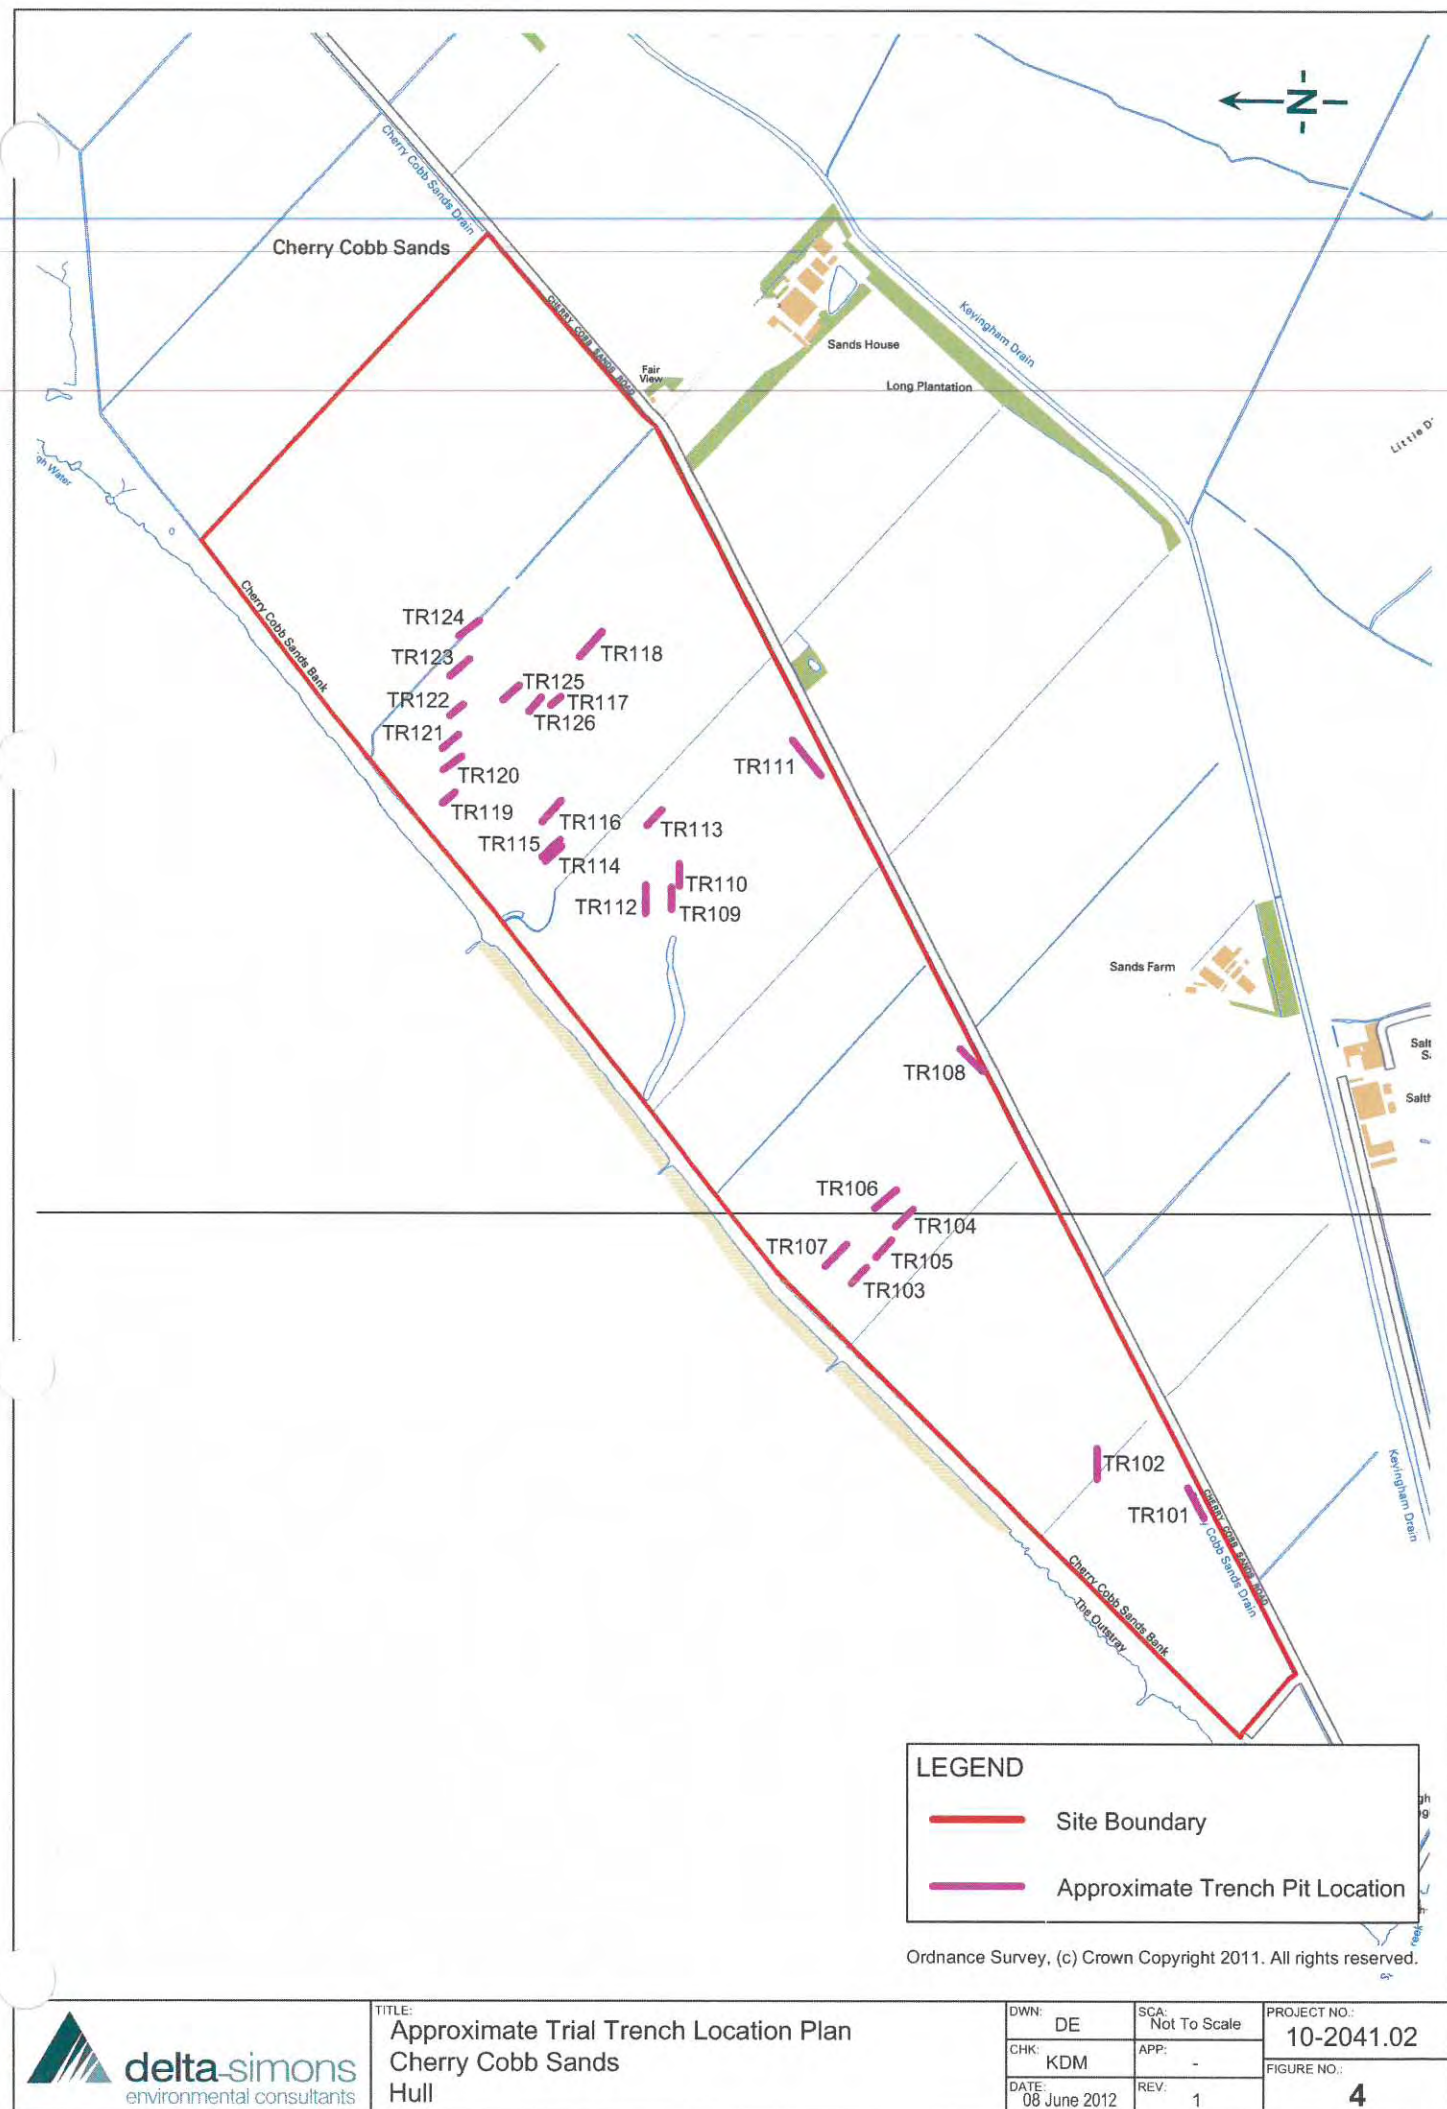 N
Cherry Cobb Sands Drain
Cherry Cobb Sands
CHERRY COBB SANDS ROAD
Fair
View
Sands House
Keyingham Drain
Long Plantation
Little D
gh Water
Cherry Cobb Sands Bank
TR124
TR118
TR123
TR125
TR122
TR117
TR126
TR121
TR111
TR120
TR119
TR116
TR113
TR115
TR114
TR110
TR112
TR109
Sands Farm
Salt
S
Salt
TR108
TR106
TR104
TR107
TR105
TR103
TR102
TR101
CHERRY COBB SANDS ROAD
Cobb Sands Drain
Keyingham Drain
Cherry Cobb Sands Bank
The Outstray
LEGEND
Site Boundary
Approximate Trench Pit Location
reek
Ordnance Survey, (c) Crown Copyright 2011. All rights reserved.
delta-simons
environmental consultants
TITLE:
Approximate Trial Trench Location Plan
Cherry Cobb Sands
Hull
DWN:
DE
SCA:
Not To Scale
PROJECT NO.:
10-2041.02
CHK:
KDM
APP:
-
FIGURE NO.:
4
DATE:
08 June 2012
REV:
1